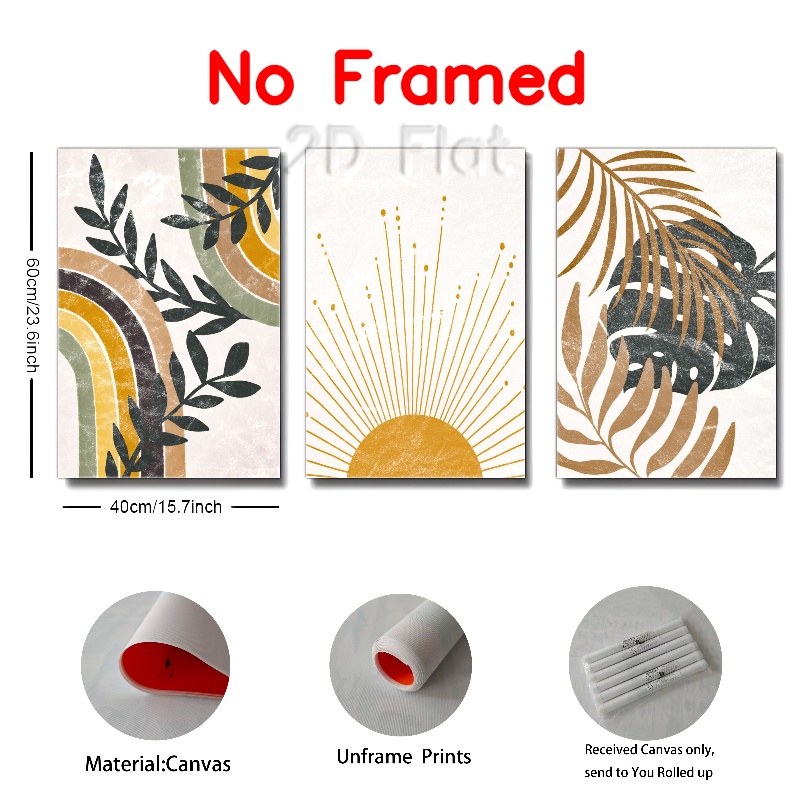 No Framed
2D Flat
60cm/23.6inch
40cm/15.7inch
Material:Canvas
Unframe Prints
Received Canvas only,
send to You Rolled up